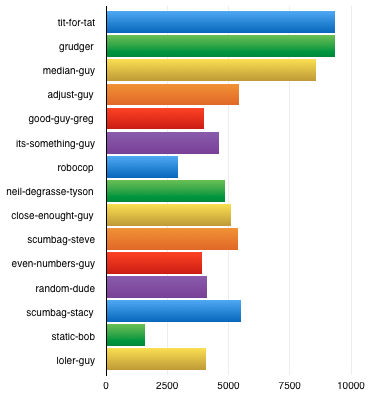 tit-for-tat
grudger
median-guy
adjust-guy
good-guy-greg
its-something-guy
robocop
neil-degrasse-tyson
close-enought-guy
scumbag-steve
even-numbers-guy
random-dude
scumbag-stacy
static-bob
loler-guy
0 2500 5000 7500 10000